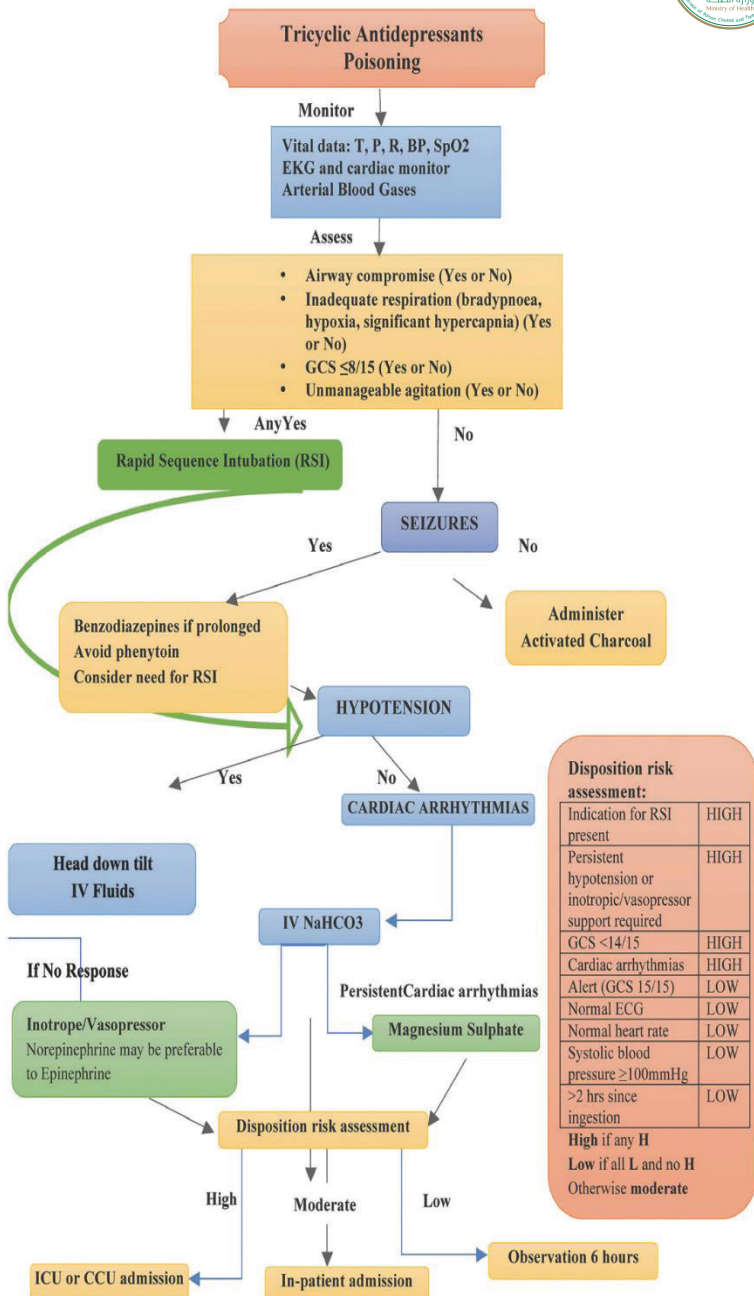 وزارة الصحة
Ministry of Health
Tricyclic Antidepressants
Poisoning
Monitor
Vital data: T, P, R, BP, SpO2
EKG and cardiac monitor
Arterial Blood Gases
Assess
• Airway compromise (Yes or No)
• Inadequate respiration (bradypnoea,
hypoxia, significant hypercapnia) (Yes
or No)
• GCS ≤8/15 (Yes or No)
• Unmanageable agitation (Yes or No)
AnyYes
No
Rapid Sequence Intubation (RSI)
SEIZURES
Yes
No
Benzodiazepines if prolonged
Avoid phenytoin
Consider need for RSI
Administer
Activated Charcoal
HYPOTENSION
Yes
No
CARDIAC ARRHYTHMIAS
Head down tilt
IV Fluids
IV NaHCO3
If No Response
PersistentCardiac arrhythmias
Inotrope/Vasopressor
Norepinephrine may be preferable
to Epinephrine
Magnesium Sulphate
Disposition risk assessment
High
Moderate
Low
ICU or CCU admission
In-patient admission
Observation 6 hours
Disposition risk
assessment:
Indication for RSI HIGH
present
Persistent HIGH
hypotension or
inotropic/vasopressor
support required
GCS <14/15 HIGH
Cardiac arrhythmias HIGH
Alert (GCS 15/15) LOW
Normal ECG LOW
Normal heart rate LOW
Systolic blood LOW
pressure ≥100mmHg
>2 hrs since LOW
ingestion
High if any H
Low if all L and no H
Otherwise moderate